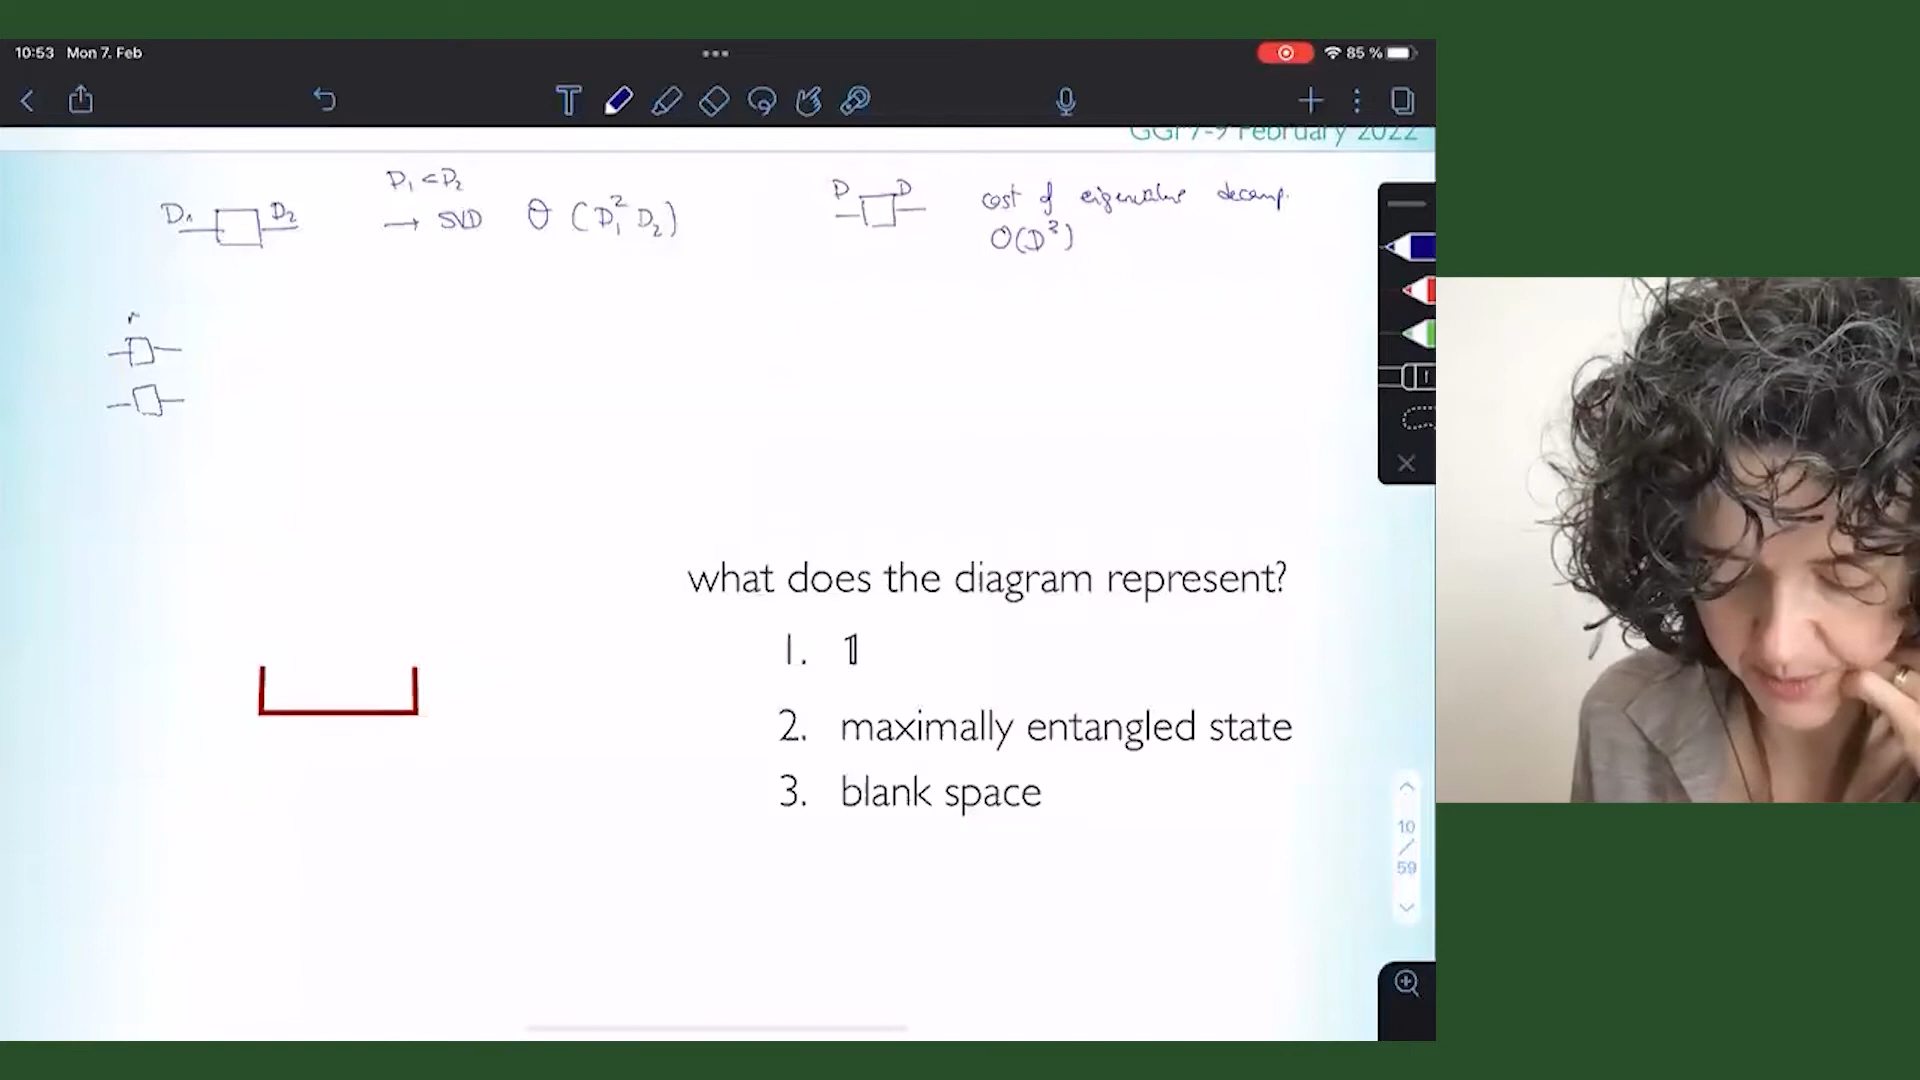 10:53 Mon 7. Feb
85 %
GGI 7-9 February 2022
D₁ < D₂
D₁ D₂
→ SVD
O (D₁² D₂)
D D
cost of eigenvalue decomp.
O(D³)
what does the diagram represent?
1. 𝟙
2. maximally entangled state
3. blank space
10
/
59